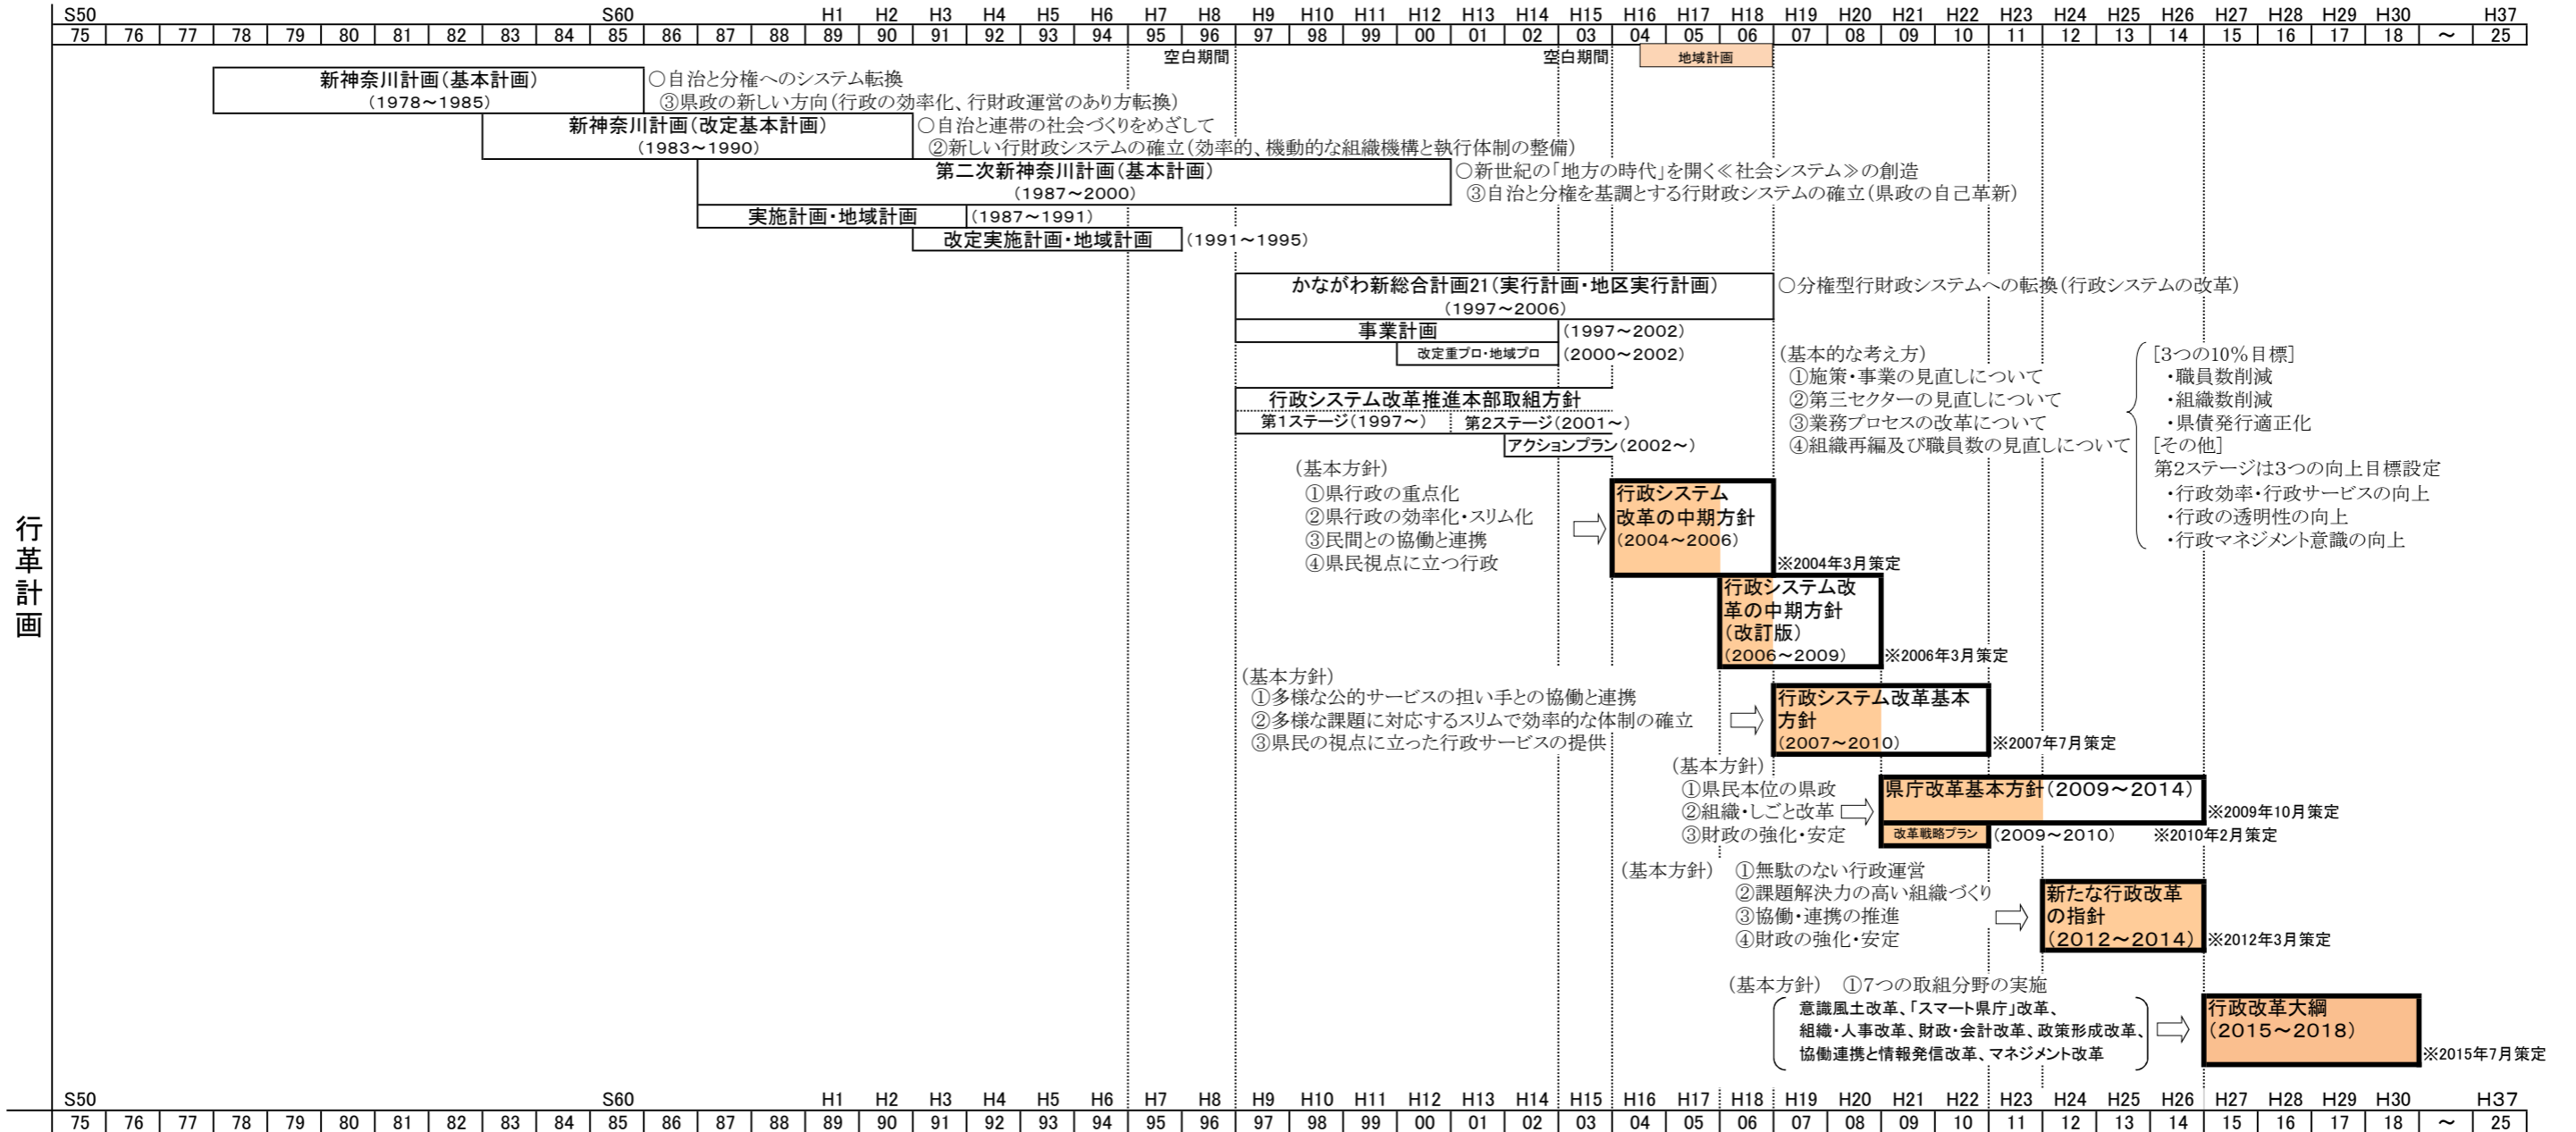 S50 S60 H1 H2 H3 H4 H5 H6 H7 H8 H9 H10 H11 H12 H13 H14 H15 H16 H17 H18 H19 H20 H21 H22 H23 H24 H25 H26 H27 H28 H29 H30 H37
75 76 77 78 79 80 81 82 83 84 85 86 87 88 89 90 91 92 93 94 95 96 97 98 99 00 01 02 03 04 05 06 07 08 09 10 11 12 13 14 15 16 17 18 ～ 25
空白期間 空白期間 地域計画
新神奈川計画(基本計画) ○自治と分権へのシステム転換
(1978～1985) ③県政の新しい方向(行政の効率化、行財政運営のあり方転換)
新神奈川計画(改定基本計画) ○自治と連帯の社会づくりをめざして
(1983～1990) ②新しい行財政システムの確立(効率的、機動的な組織機構と執行体制の整備)
第二次新神奈川計画(基本計画) ○新世紀の「地方の時代」を開く≪社会システム≫の創造
(1987～2000) ③自治と分権を基調とする行財政システムの確立(県政の自己革新)
実施計画・地域計画 (1987～1991)
改定実施計画・地域計画 (1991～1995)
かながわ新総合計画21(実行計画・地区実行計画) ○分権型行財政システムへの転換(行政システムの改革)
(1997～2006)
事業計画 (1997～2002)
改定重プロ・地域プロ (2000～2002) (基本的な考え方) [3つの10%目標]
①施策・事業の見直しについて ・職員数削減
行政システム改革推進本部取組方針 ②第三セクターの見直しについて ・組織数削減
第1ステージ(1997～) 第2ステージ(2001～) ③業務プロセスの改革について ・県債発行適正化
アクションプラン(2002～) ④組織再編及び職員数の見直しについて [その他]
(基本方針) 第2ステージは3つの向上目標設定
①県行政の重点化 行政システム ・行政効率・行政サービスの向上
②県行政の効率化・スリム化 改革の中期方針 ・行政の透明性の向上
③民間との協働と連携 (2004～2006) ・行政マネジメント意識の向上
④県民視点に立つ行政 ※2004年3月策定
行政システム改
革の中期方針
(改訂版)
(2006～2009) ※2006年3月策定
(基本方針)
①多様な公的サービスの担い手との協働と連携 行政システム改革基本
②多様な課題に対応するスリムで効率的な体制の確立 方針
③県民の視点に立った行政サービスの提供 (2007～2010) ※2007年7月策定
(基本方針)
①県民本位の県政 県庁改革基本方針(2009～2014)
②組織・しごと改革 ※2009年10月策定
③財政の強化・安定 改革戦略プラン (2009～2010) ※2010年2月策定
(基本方針) ①無駄のない行政運営
②課題解決力の高い組織づくり 新たな行政改革
③協働・連携の推進 の指針
④財政の強化・安定 (2012～2014) ※2012年3月策定
(基本方針) ①7つの取組分野の実施
意識風土改革、「スマート県庁」改革、 行政改革大綱
組織・人事改革、財政・会計改革、政策形成改革、 (2015～2018)
協働連携と情報発信改革、マネジメント改革 ※2015年7月策定
行革計画
S50 S60 H1 H2 H3 H4 H5 H6 H7 H8 H9 H10 H11 H12 H13 H14 H15 H16 H17 H18 H19 H20 H21 H22 H23 H24 H25 H26 H27 H28 H29 H30 H37
75 76 77 78 79 80 81 82 83 84 85 86 87 88 89 90 91 92 93 94 95 96 97 98 99 00 01 02 03 04 05 06 07 08 09 10 11 12 13 14 15 16 17 18 ～ 25